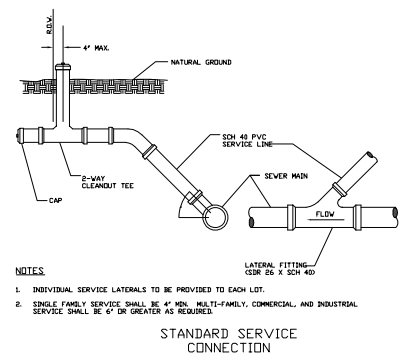 R.O.W.
4' MAX.
NATURAL GROUND
SCH 40 PVC
SERVICE LINE
2-WAY
CLEANOUT TEE
SEWER MAIN
CAP
FLOW
LATERAL FITTING
(SDR 26 X SCH 40)
NOTES
1. INDIVIDUAL SERVICE LATERALS TO BE PROVIDED TO EACH LOT.
2. SINGLE FAMILY SERVICE SHALL BE 4" MIN. MULTI-FAMILY, COMMERCIAL, AND INDUSTRIAL
SERVICE SHALL BE 6" OR GREATER AS REQUIRED.
STANDARD SERVICE
CONNECTION